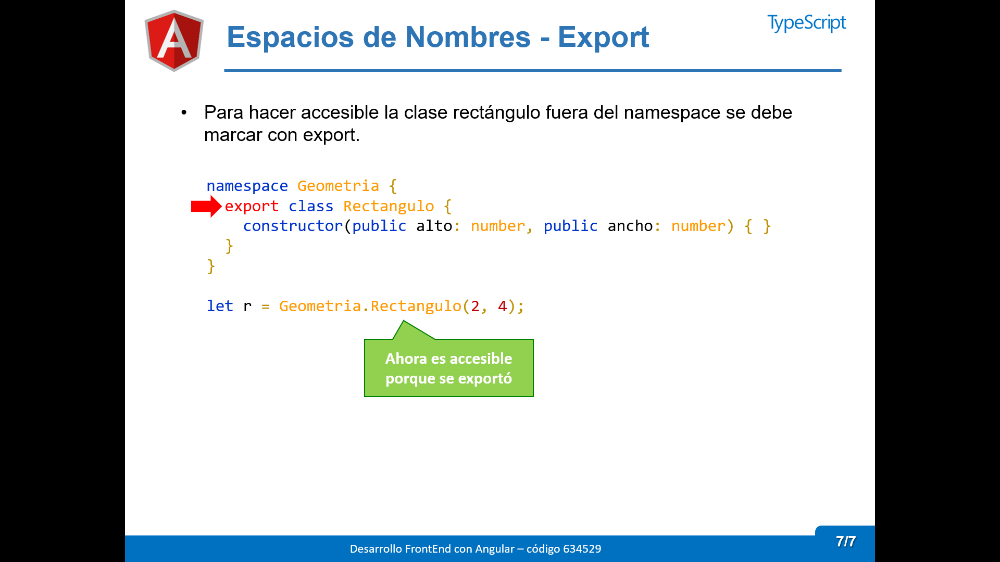 TypeScript
Espacios de Nombres - Export
• Para hacer accesible la clase rectángulo fuera del namespace se debe
marcar con export.
namespace Geometria {
  export class Rectangulo {
    constructor(public alto: number, public ancho: number) { }
  }
}
let r = Geometria.Rectangulo(2, 4);
Ahora es accesible
porque se exportó
Desarrollo FrontEnd con Angular – código 634529
7/7